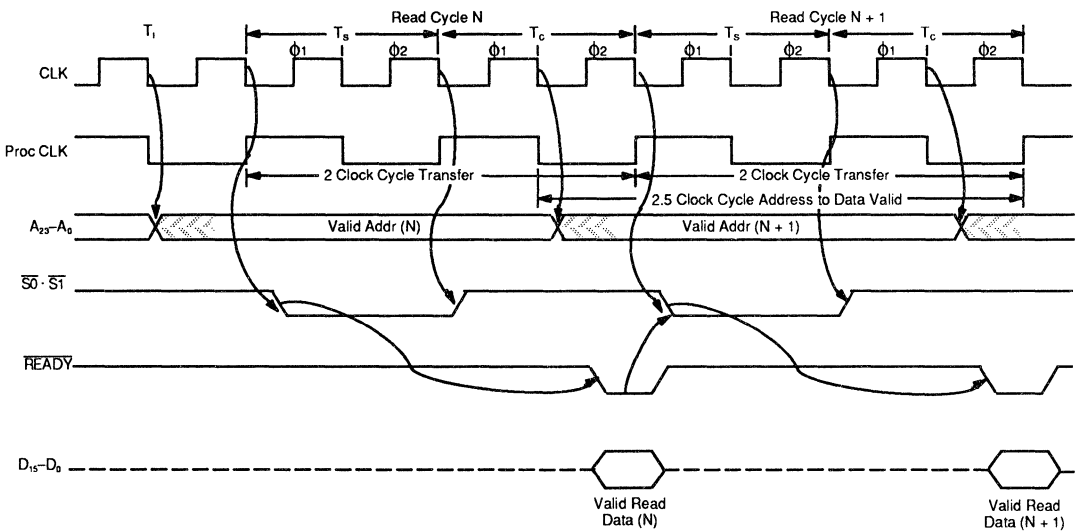 Read Cycle N
Read Cycle N + 1
TI
TS
TC
TS
TC
ϕ1
ϕ2
ϕ1
ϕ2
ϕ1
ϕ2
ϕ1
ϕ2
CLK
Proc CLK
2 Clock Cycle Transfer
2 Clock Cycle Transfer
2.5 Clock Cycle Address to Data Valid
A23–A0
Valid Addr (N)
Valid Addr (N + 1)
S0 · S1
READY
D15–D0
Valid Read
Data (N)
Valid Read
Data (N + 1)